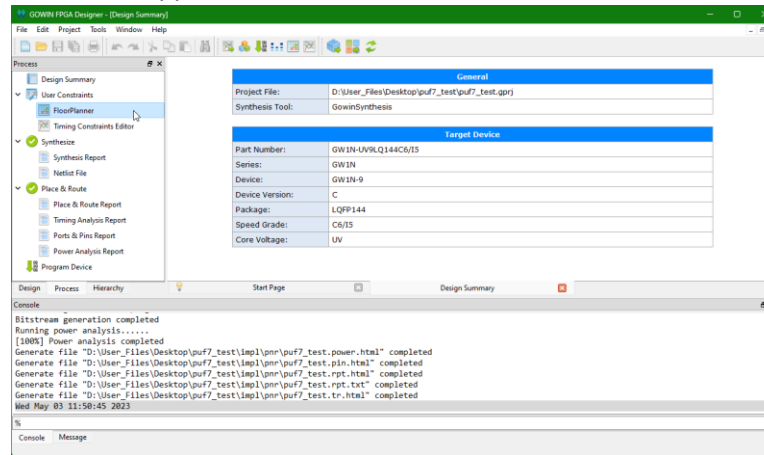 GOWIN FPGA Designer - [Design Summary]
File Edit Project Tools Window Help
Process
Design Summary
User Constraints
FloorPlanner
Timing Constraints Editor
Synthesize
Synthesis Report
Netlist File
Place & Route
Place & Route Report
Timing Analysis Report
Ports & Pins Report
Power Analysis Report
Program Device
General
Project File: D:\User_Files\Desktop\puf7_test\puf7_test.gprj
Synthesis Tool: GowinSynthesis
Target Device
Part Number: GW1N-UV9LQ144C6/I5
Series: GW1N
Device: GW1N-9
Device Version: C
Package: LQFP144
Speed Grade: C6/I5
Core Voltage: UV
Design Process Hierarchy Start Page Design Summary
Console
Bitstream generation completed
Running power analysis......
[100%] Power analysis completed
Generate file "D:\User_Files\Desktop\puf7_test\impl\pnr\puf7_test.power.html" completed
Generate file "D:\User_Files\Desktop\puf7_test\impl\pnr\puf7_test.pin.html" completed
Generate file "D:\User_Files\Desktop\puf7_test\impl\pnr\puf7_test.rpt.html" completed
Generate file "D:\User_Files\Desktop\puf7_test\impl\pnr\puf7_test.rpt.txt" completed
Generate file "D:\User_Files\Desktop\puf7_test\impl\pnr\puf7_test.tr.html" completed
Wed May 03 11:50:45 2023
%
Console Message